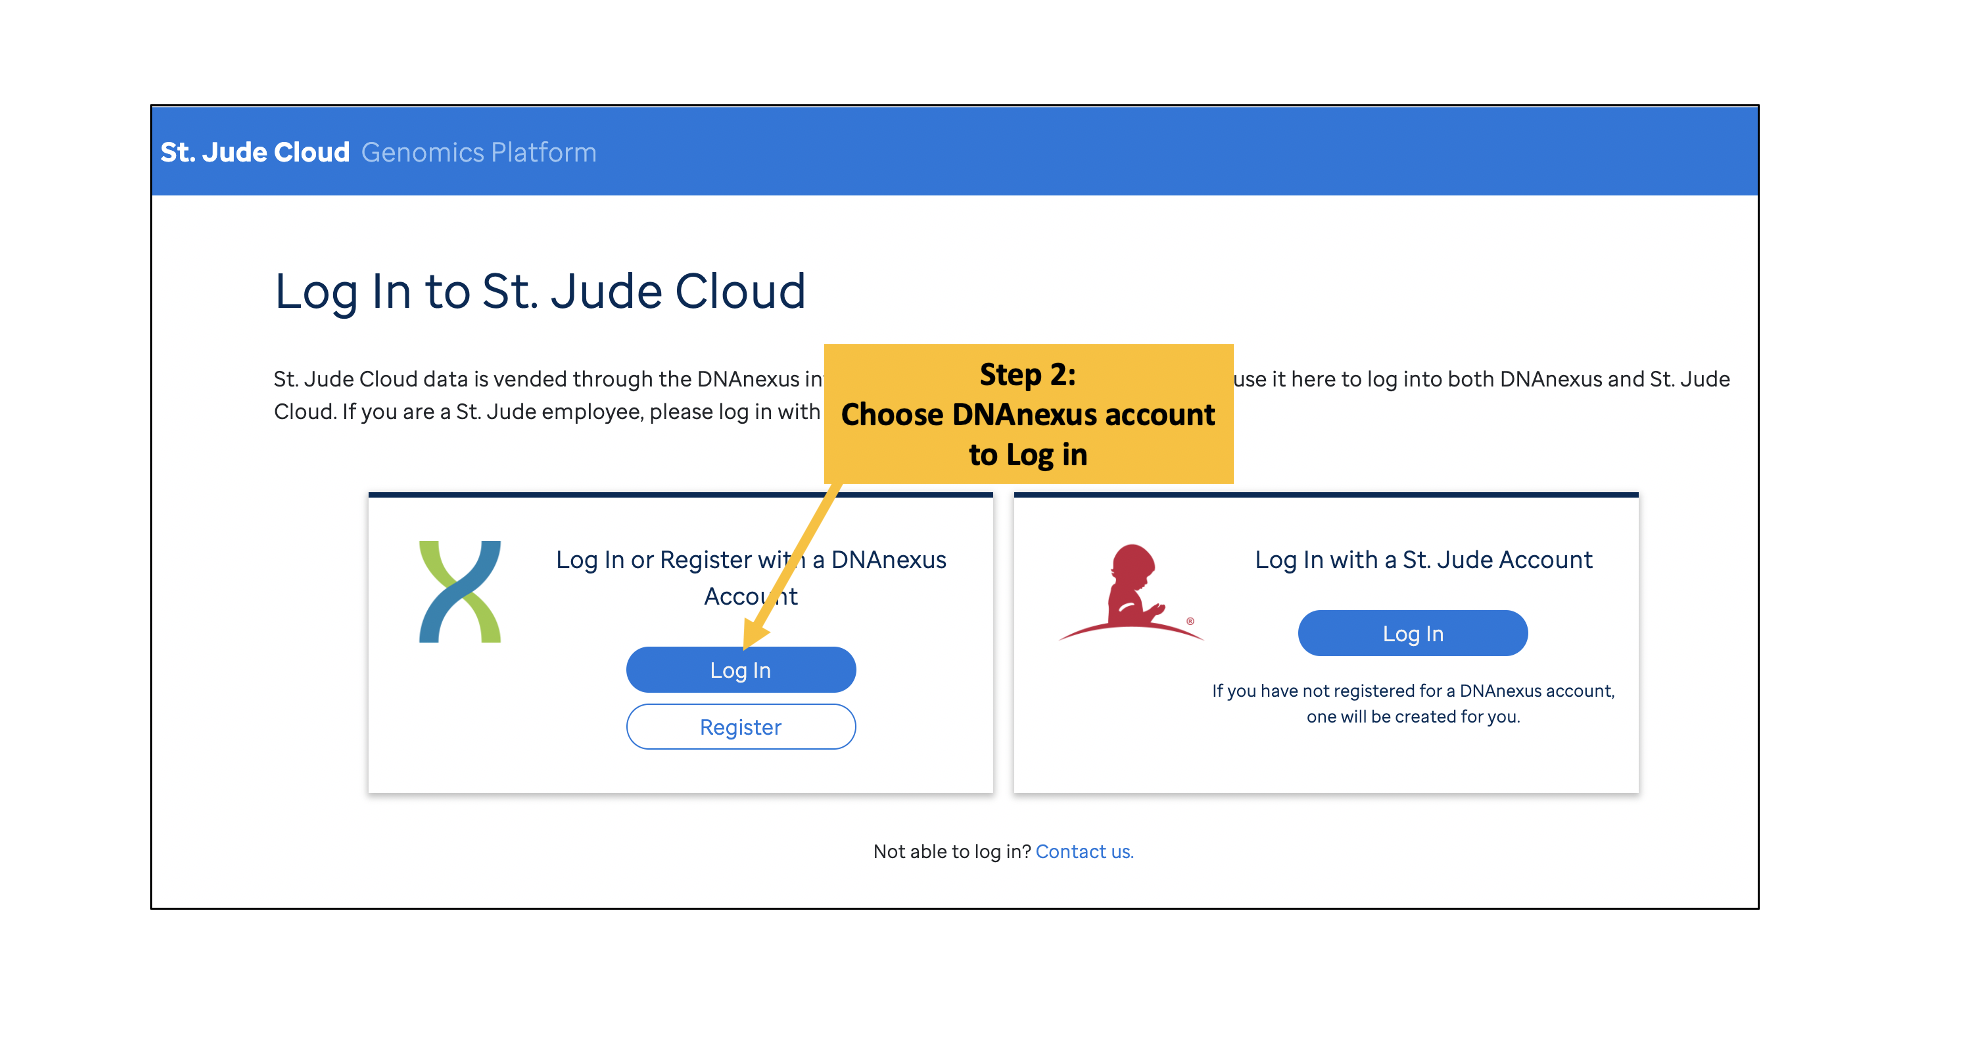 St. Jude Cloud Genomics Platform
Log In to St. Jude Cloud
St. Jude Cloud data is vended through the DNAnexus in use it here to log into both DNAnexus and St. Jude
Cloud. If you are a St. Jude employee, please log in with
Step 2:
Choose DNAnexus account
to Log in
Log In or Register with a DNAnexus
Account
Log In
Register
Log In with a St. Jude Account
®
Log In
If you have not registered for a DNAnexus account,
one will be created for you.
Not able to log in? Contact us.